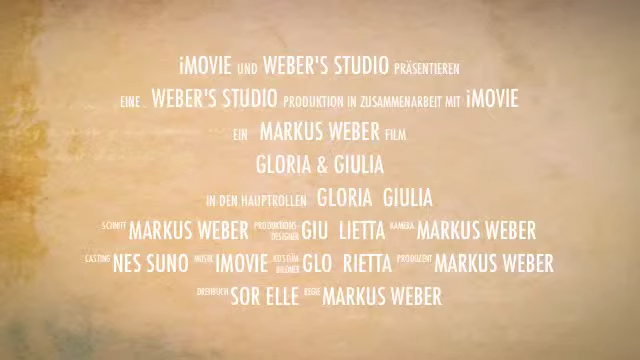 iMOVIE UND WEBER'S STUDIO PRÄSENTIEREN
EINE WEBER'S STUDIO PRODUKTION IN ZUSAMMENARBEIT MIT iMOVIE
EIN MARKUS WEBER FILM
GLORIA & GIULIA
IN DEN HAUPTROLLEN GLORIA GIULIA
SCHNITT MARKUS WEBER PRODUKTIONS-DESIGNER GIU LIETTA KAMERA MARKUS WEBER
CASTING NES SUNO MUSIK IMOVIE KOSTÜM-BILDNER GLO RIETTA PRODUZENT MARKUS WEBER
DREHBUCH SOR ELLE REGIE MARKUS WEBER